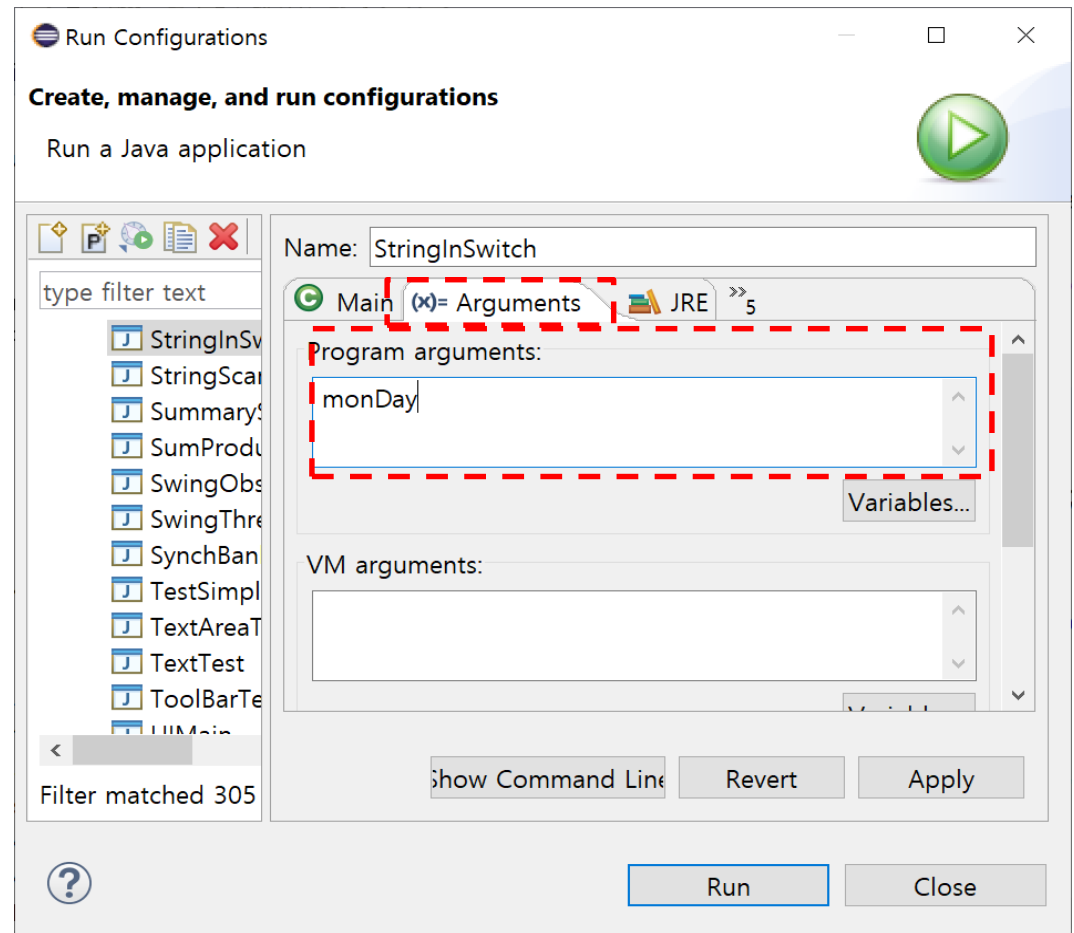 Run Configurations
Create, manage, and run configurations
Run a Java application
type filter text
StringInSw
StringScan
SummaryS
SumProdu
SwingObs
SwingThre
SynchBan
TestSimpl
TextAreaT
TextTest
ToolBarTe
UIMain
Filter matched 305
Name: StringInSwitch
Main (x)= Arguments JRE »5
Program arguments:
monDay
Variables...
VM arguments:
Show Command Line
Revert
Apply
Run
Close